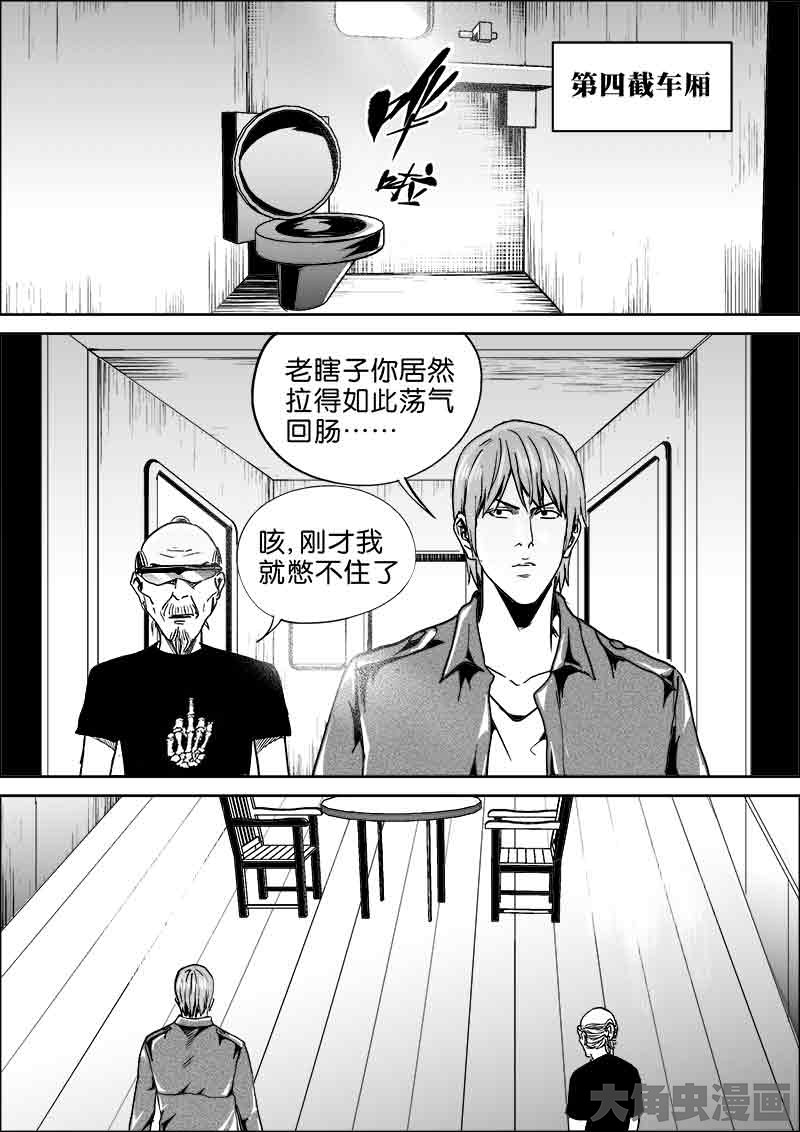 第四截车厢
哗
啦
老瞎子你居然
拉得如此荡气
回肠……
咳,刚才我
就憋不住了
大角虫漫画